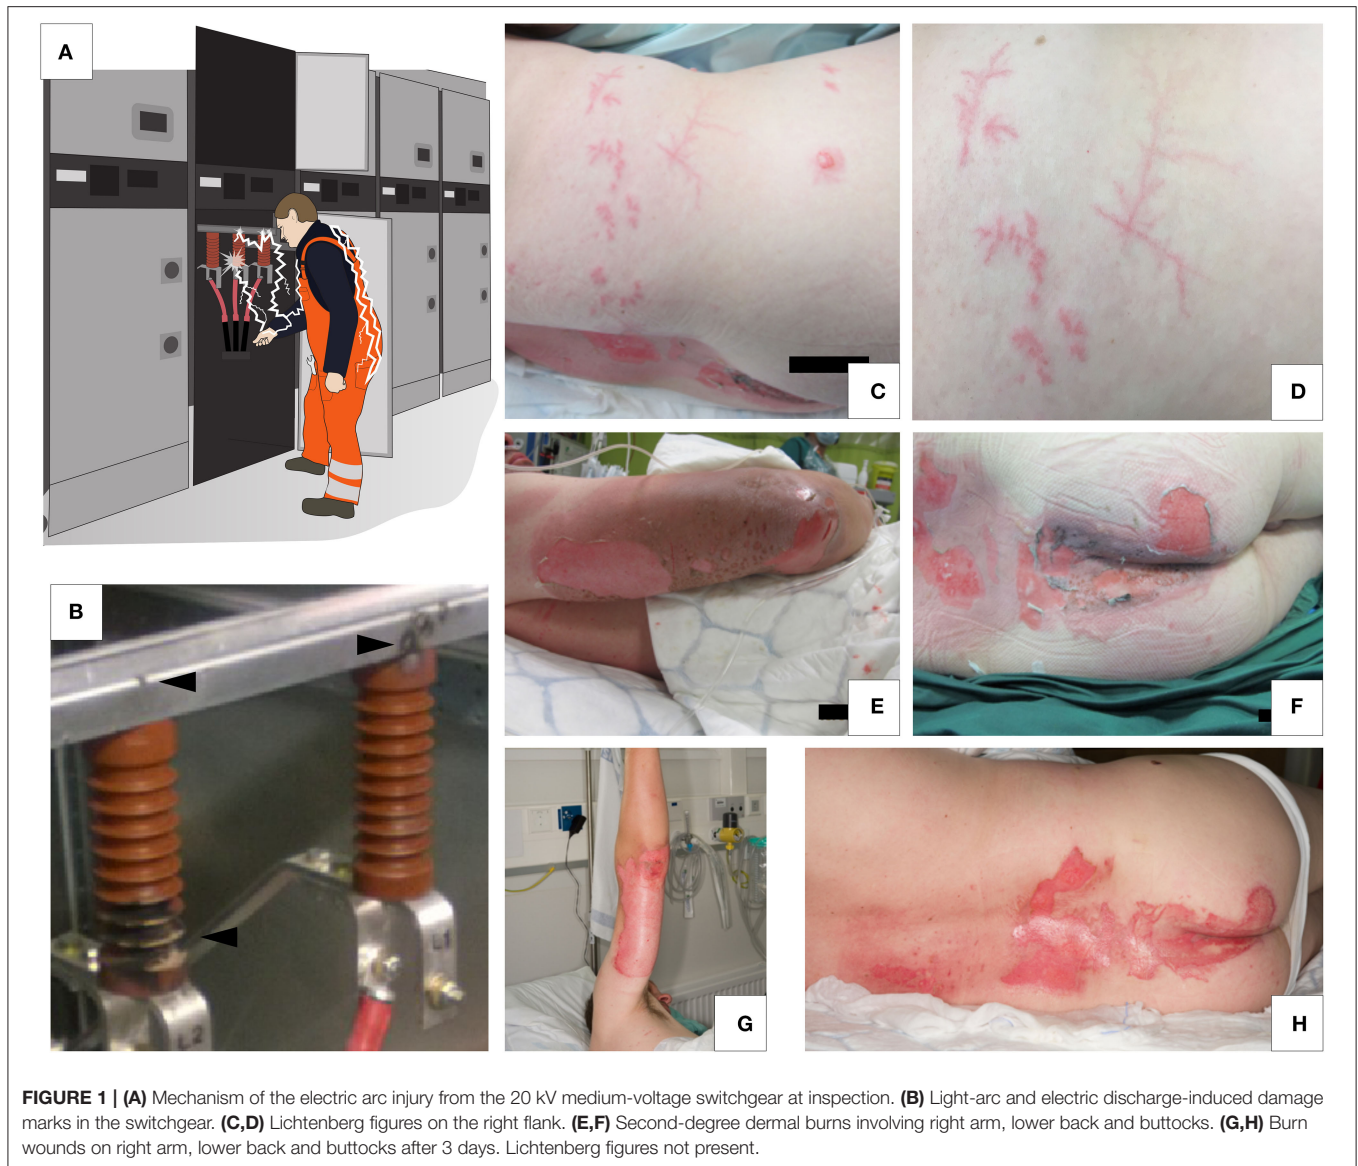 A
B
L2
L1
C
D
E
F
G
H
FIGURE 1 | (A) Mechanism of the electric arc injury from the 20 kV medium-voltage switchgear at inspection. (B) Light-arc and electric discharge-induced damage
marks in the switchgear. (C,D) Lichtenberg figures on the right flank. (E,F) Second-degree dermal burns involving right arm, lower back and buttocks. (G,H) Burn
wounds on right arm, lower back and buttocks after 3 days. Lichtenberg figures not present.